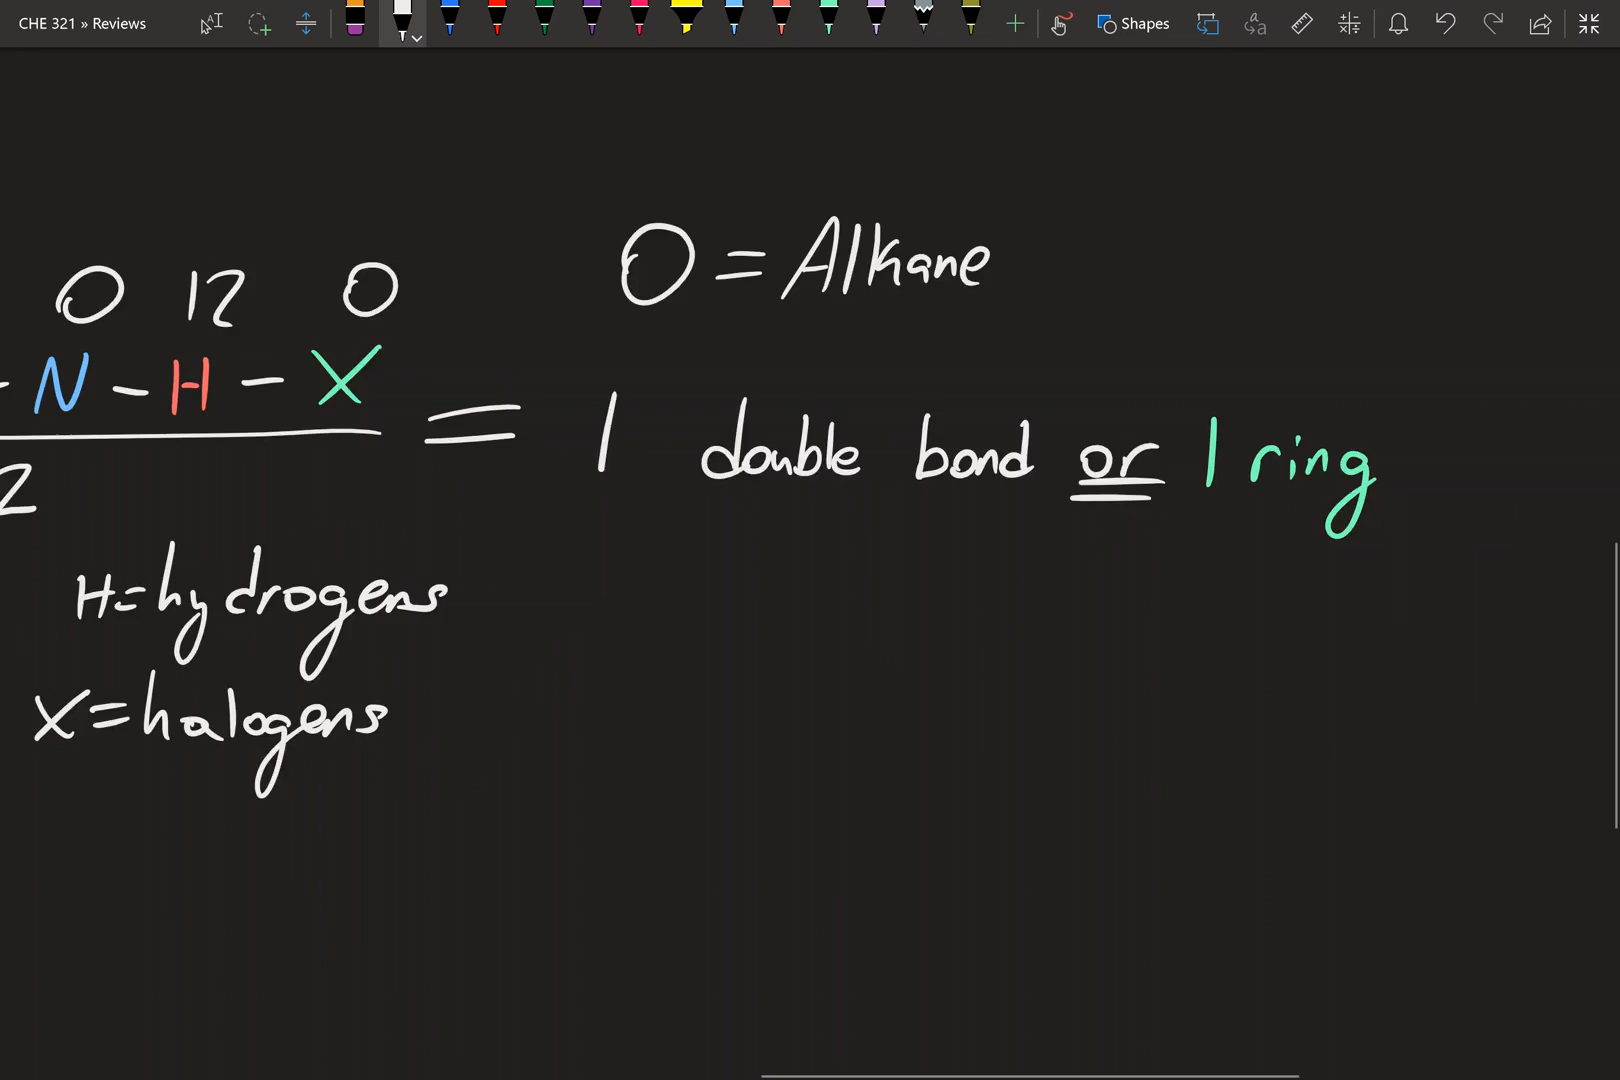 CHE 321 » Reviews
Shapes
0 = Alkane
0 12 0
- N - H - X
= 1 double bond or 1 ring
2
H=hydrogens
X=halogens